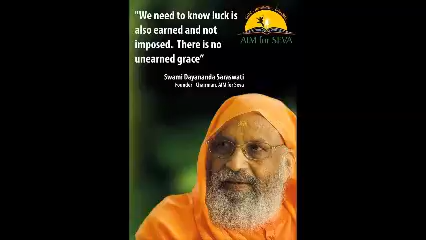 "We need to know luck is
also earned and not
imposed. There is no
unearned grace"
Swami Dayananda Saraswati
Founder Chairman, AIM for Seva
AIM for SEVA